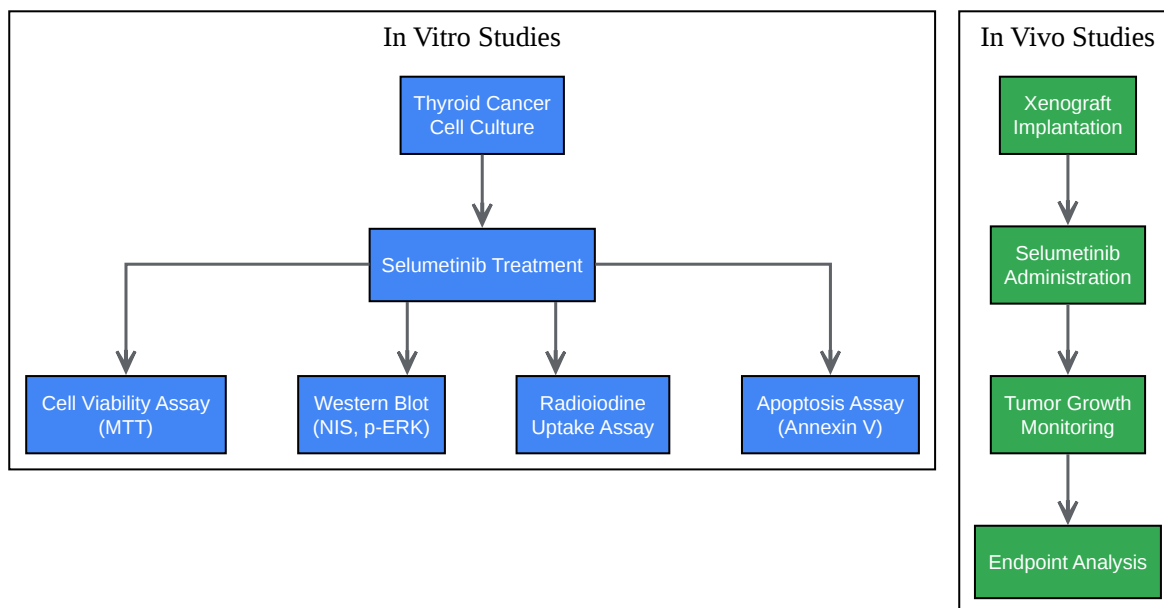 In Vitro Studies
Thyroid Cancer
Cell Culture
Selumetinib Treatment
Cell Viability Assay
(MTT)
Western Blot
(NIS, p-ERK)
Radioiodine
Uptake Assay
Apoptosis Assay
(Annexin V)
In Vivo Studies
Xenograft
Implantation
Selumetinib
Administration
Tumor Growth
Monitoring
Endpoint Analysis